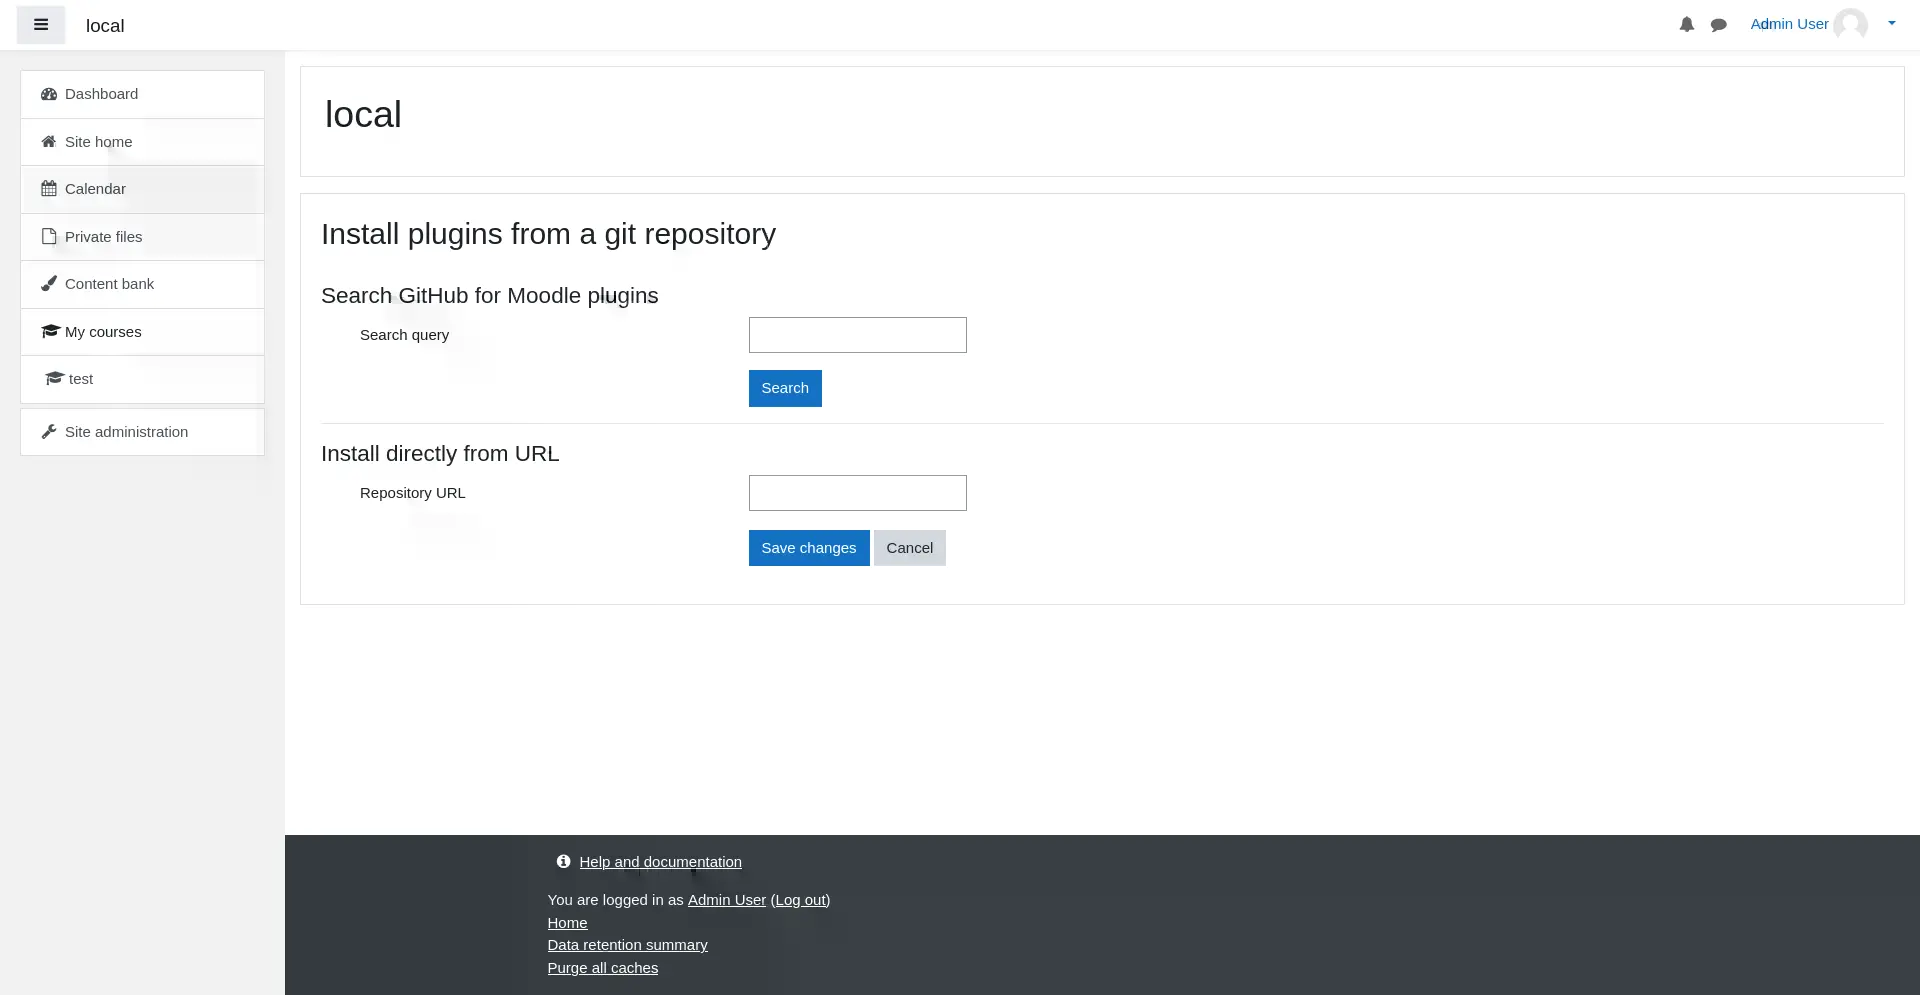 local
Admin User
Dashboard
Site home
Calendar
Private files
Content bank
My courses
test
Site administration
local
Install plugins from a git repository
Search GitHub for Moodle plugins
Search query
Search
Install directly from URL
Repository URL
Save changes Cancel
Help and documentation
You are logged in as Admin User (Log out)
Home
Data retention summary
Purge all caches